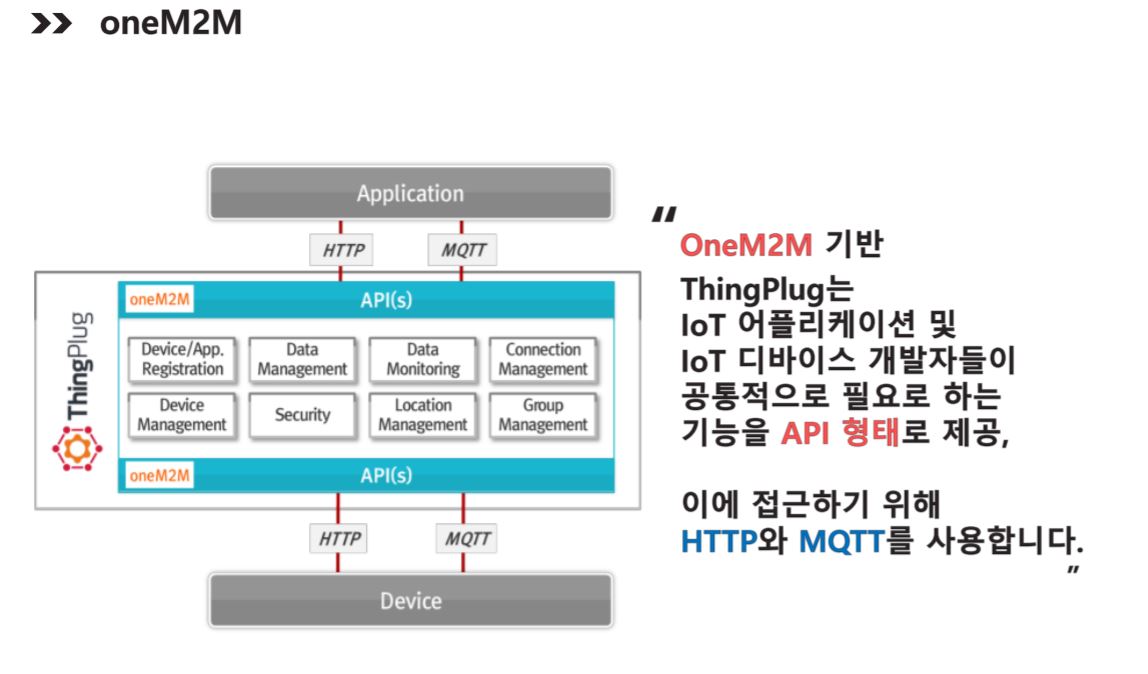 >> oneM2M
Application
HTTP
MQTT
ThingPlug
oneM2M
API(s)
Device/App.
Registration
Data
Management
Data
Monitoring
Connection
Management
Device
Management
Security
Location
Management
Group
Management
oneM2M
API(s)
HTTP
MQTT
Device
“
OneM2M 기반
ThingPlug는
IoT 어플리케이션 및
IoT 디바이스 개발자들이
공통적으로 필요로 하는
기능을 API 형태로 제공,
이에 접근하기 위해
HTTP와 MQTT를 사용합니다.
”